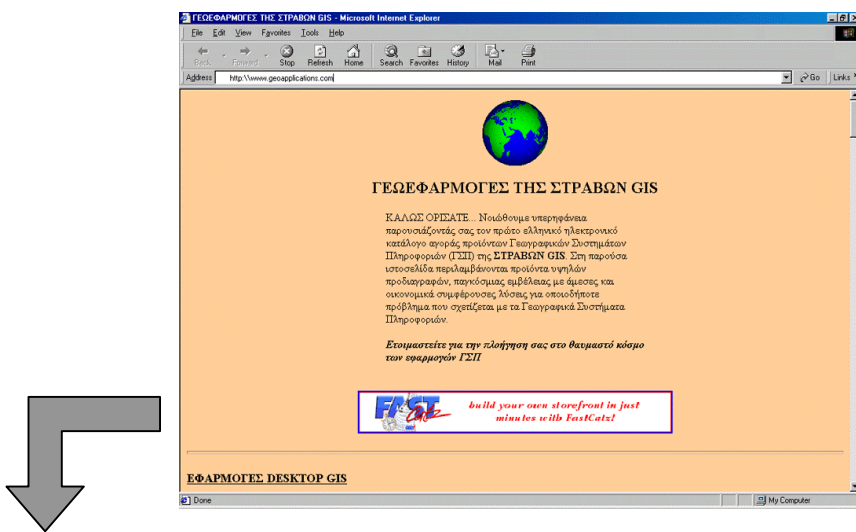 ΓΕΩΕΦΑΡΜΟΓΕΣ ΤΗΣ ΣΤΡΑΒΩΝ GIS - Microsoft Internet Explorer
File Edit View Favorites Tools Help
Back Forward Stop Refresh Home Search Favorites History Mail Print
Address http:\\www.geoapplications.com Go Links
ΓΕΩΕΦΑΡΜΟΓΕΣ ΤΗΣ ΣΤΡΑΒΩΝ GIS
ΚΑΛΩΣ ΟΡΙΣΑΤΕ... Νοιώθουμε υπερηφάνεια
παρουσιάζοντάς σας τον πρώτο ελληνικό ηλεκτρονικό
κατάλογο αγοράς προϊόντων Γεωγραφικών Συστημάτων
Πληροφοριών (ΓΣΠ) της ΣΤΡΑΒΩΝ GIS. Στη παρούσα
ιστοσελίδα περιλαμβάνονται προϊόντα υψηλών
προδιαγραφών, παγκόσμιας εμβέλειας με άμεσες και
οικονομικά συμφέρουσες λύσεις για οποιοδήποτε
πρόβλημα που σχετίζεται με τα Γεωγραφικά Συστήματα
Πληροφοριών.
Ετοιμαστείτε για την πλοήγηση σας στο θαυμαστό κόσμο
των εφαρμογών ΓΣΠ
FAST Catz build your own storefront in just
minutes with FastCatz!
ΕΦΑΡΜΟΓΕΣ DESKTOP GIS
Done My Computer